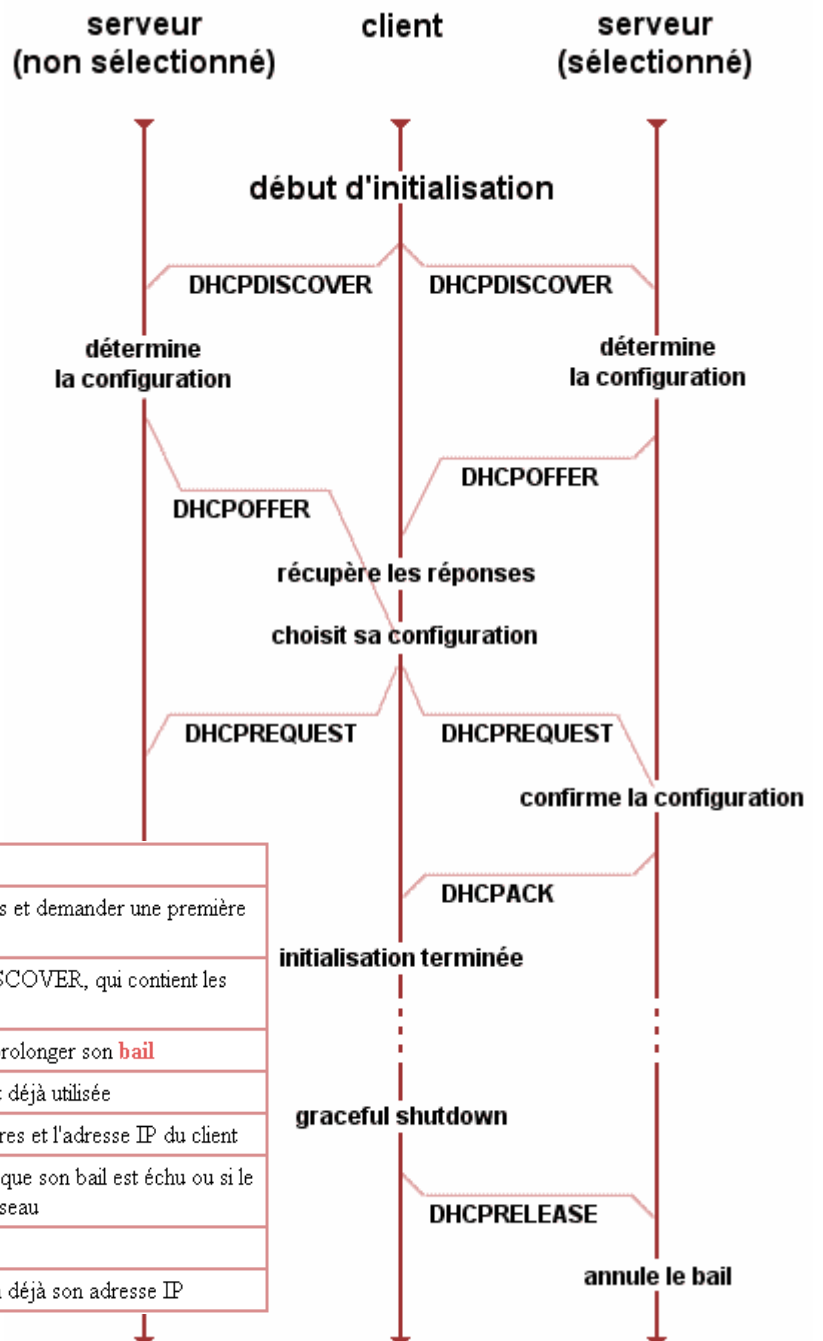 serveur
(non sélectionné)
client
serveur
(sélectionné)
début d'initialisation
DHCPDISCOVER
DHCPDISCOVER
détermine
la configuration
détermine
la configuration
DHCPOFFER
DHCPOFFER
récupère les réponses
choisit sa configuration
DHCPREQUEST
DHCPREQUEST
confirme la configuration
DHCPACK
initialisation terminée
graceful shutdown
DHCPRELEASE
annule le bail
et demander une première
SCOVER, qui contient les
rolonger son bail
déjà utilisée
res et l'adresse IP du client
que son bail est échu ou si le
seau
déjà son adresse IP